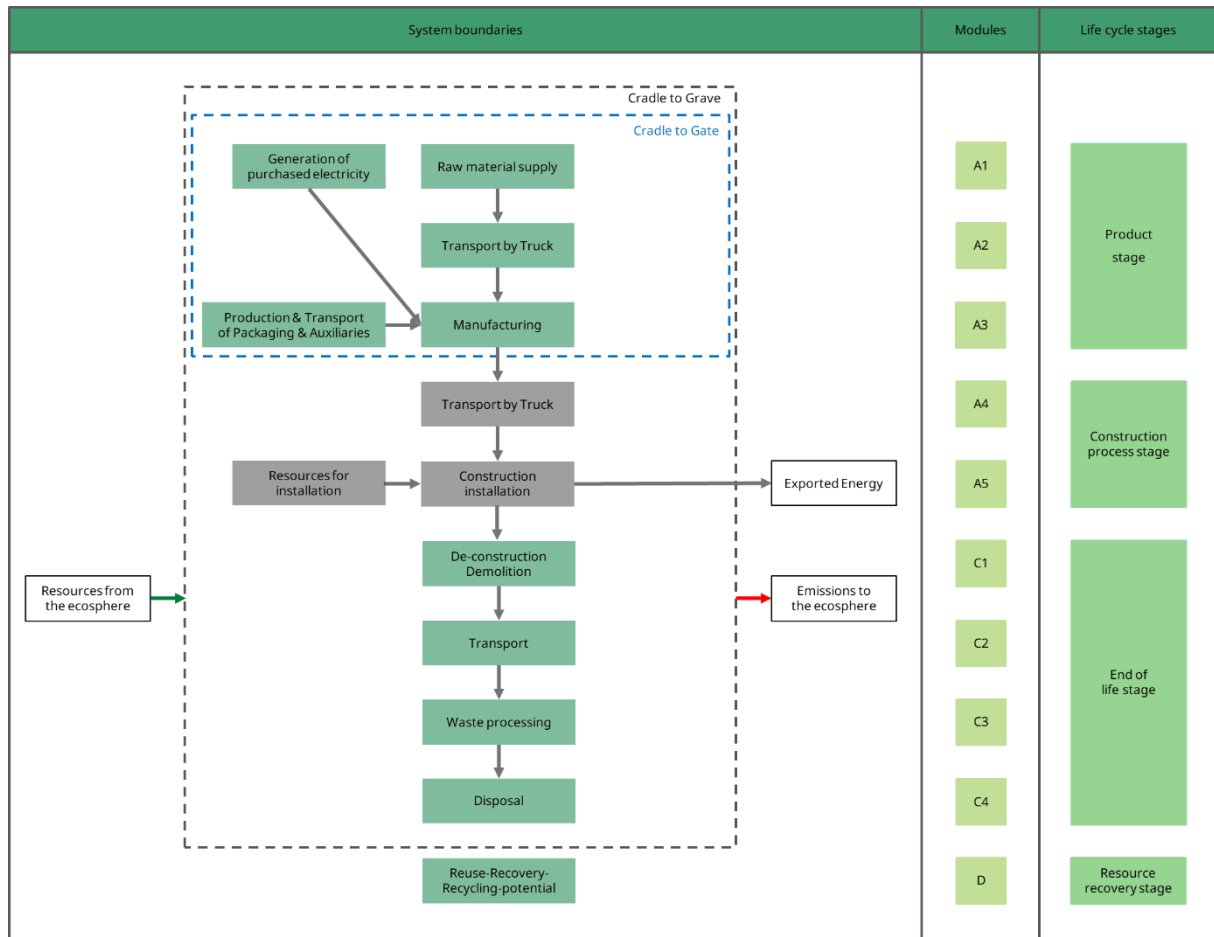 System boundaries
Modules
Life cycle stages
Cradle to Grave
Cradle to Gate
Generation of
purchased electricity
Raw material supply
A1
Transport by Truck
A2
Product
stage
Production & Transport
of Packaging & Auxiliaries
Manufacturing
A3
Transport by Truck
A4
Construction
process stage
Resources for
installation
Construction
installation
Exported Energy
A5
De-construction
Demolition
C1
Resources from
the ecosphere
Emissions to
the ecosphere
Transport
C2
End of
life stage
Waste processing
C3
Disposal
C4
Reuse-Recovery-
Recycling-potential
D
Resource
recovery stage